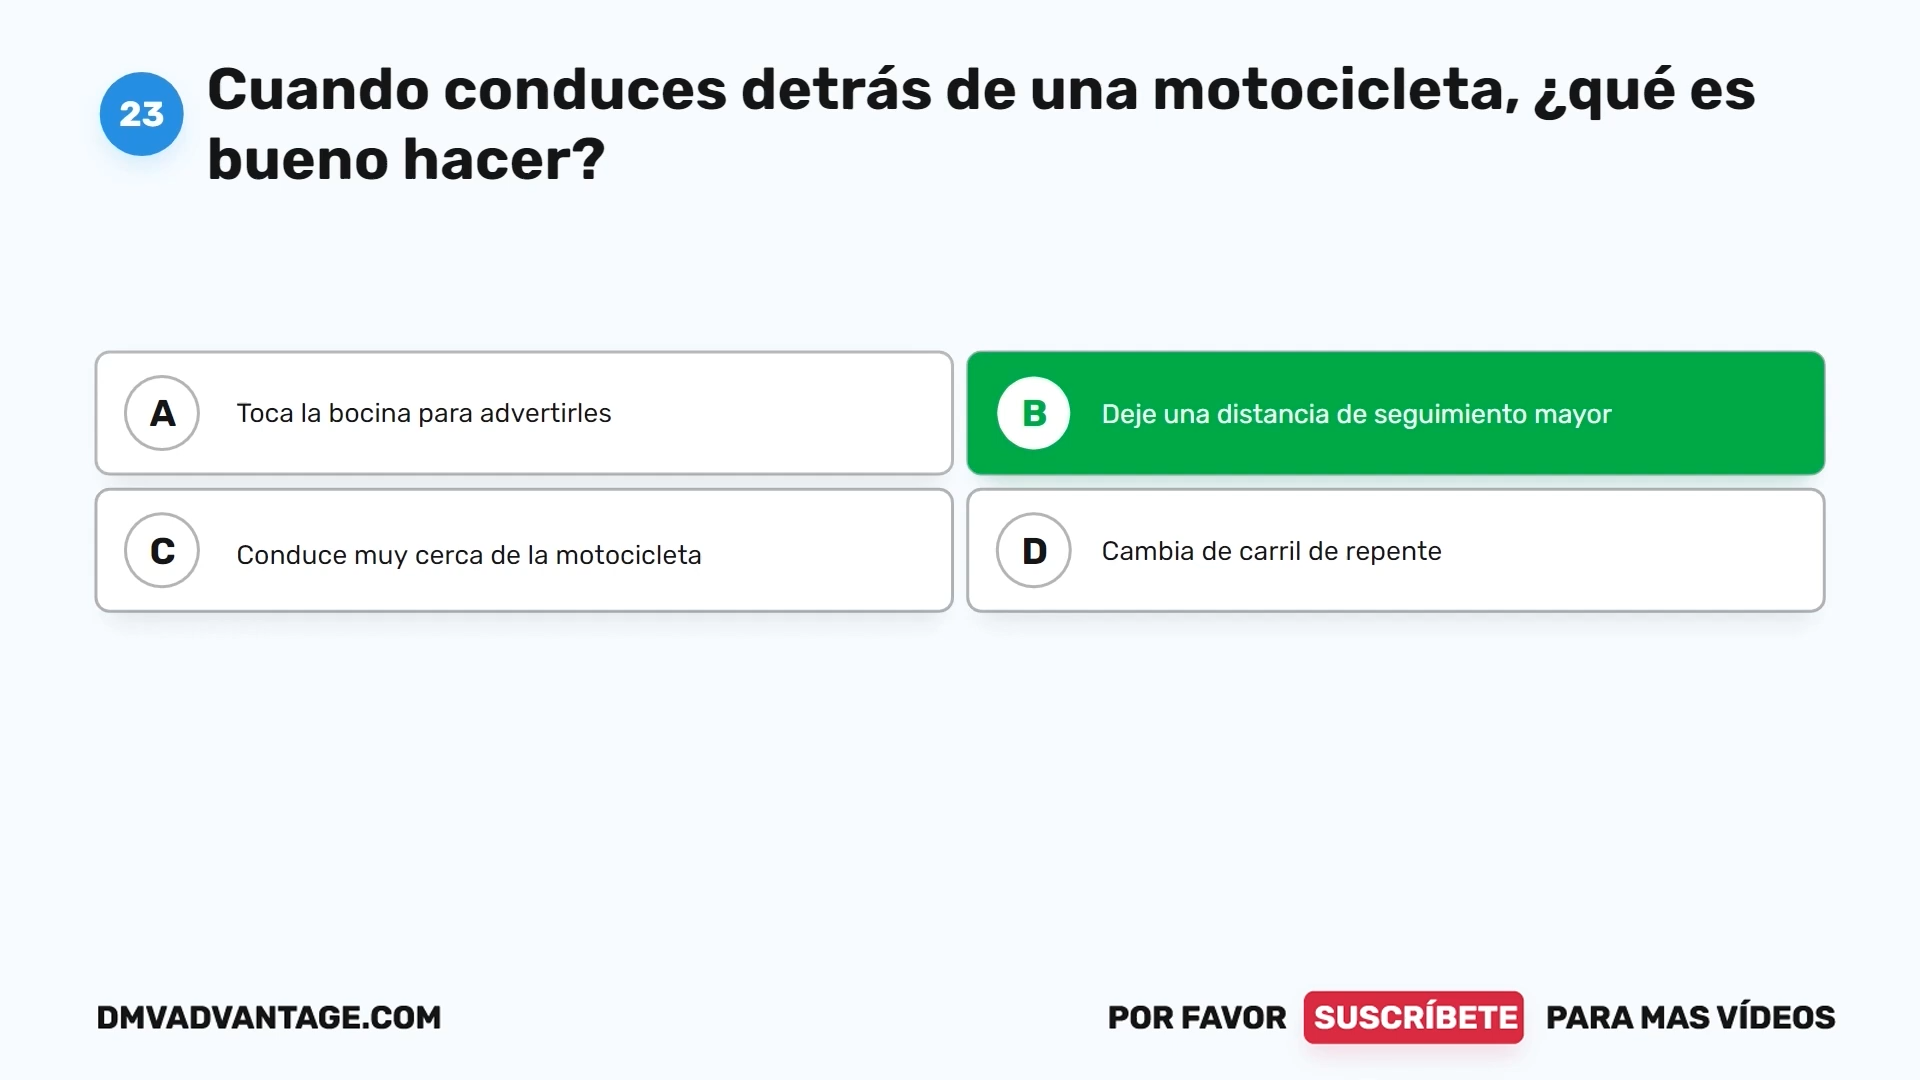 23
Cuando conduces detrás de una motocicleta, ¿qué es
bueno hacer?
A Toca la bocina para advertirles
B Deje una distancia de seguimiento mayor
C Conduce muy cerca de la motocicleta
D Cambia de carril de repente
DMVADVANTAGE.COM
POR FAVOR SUSCRÍBETE PARA MAS VÍDEOS